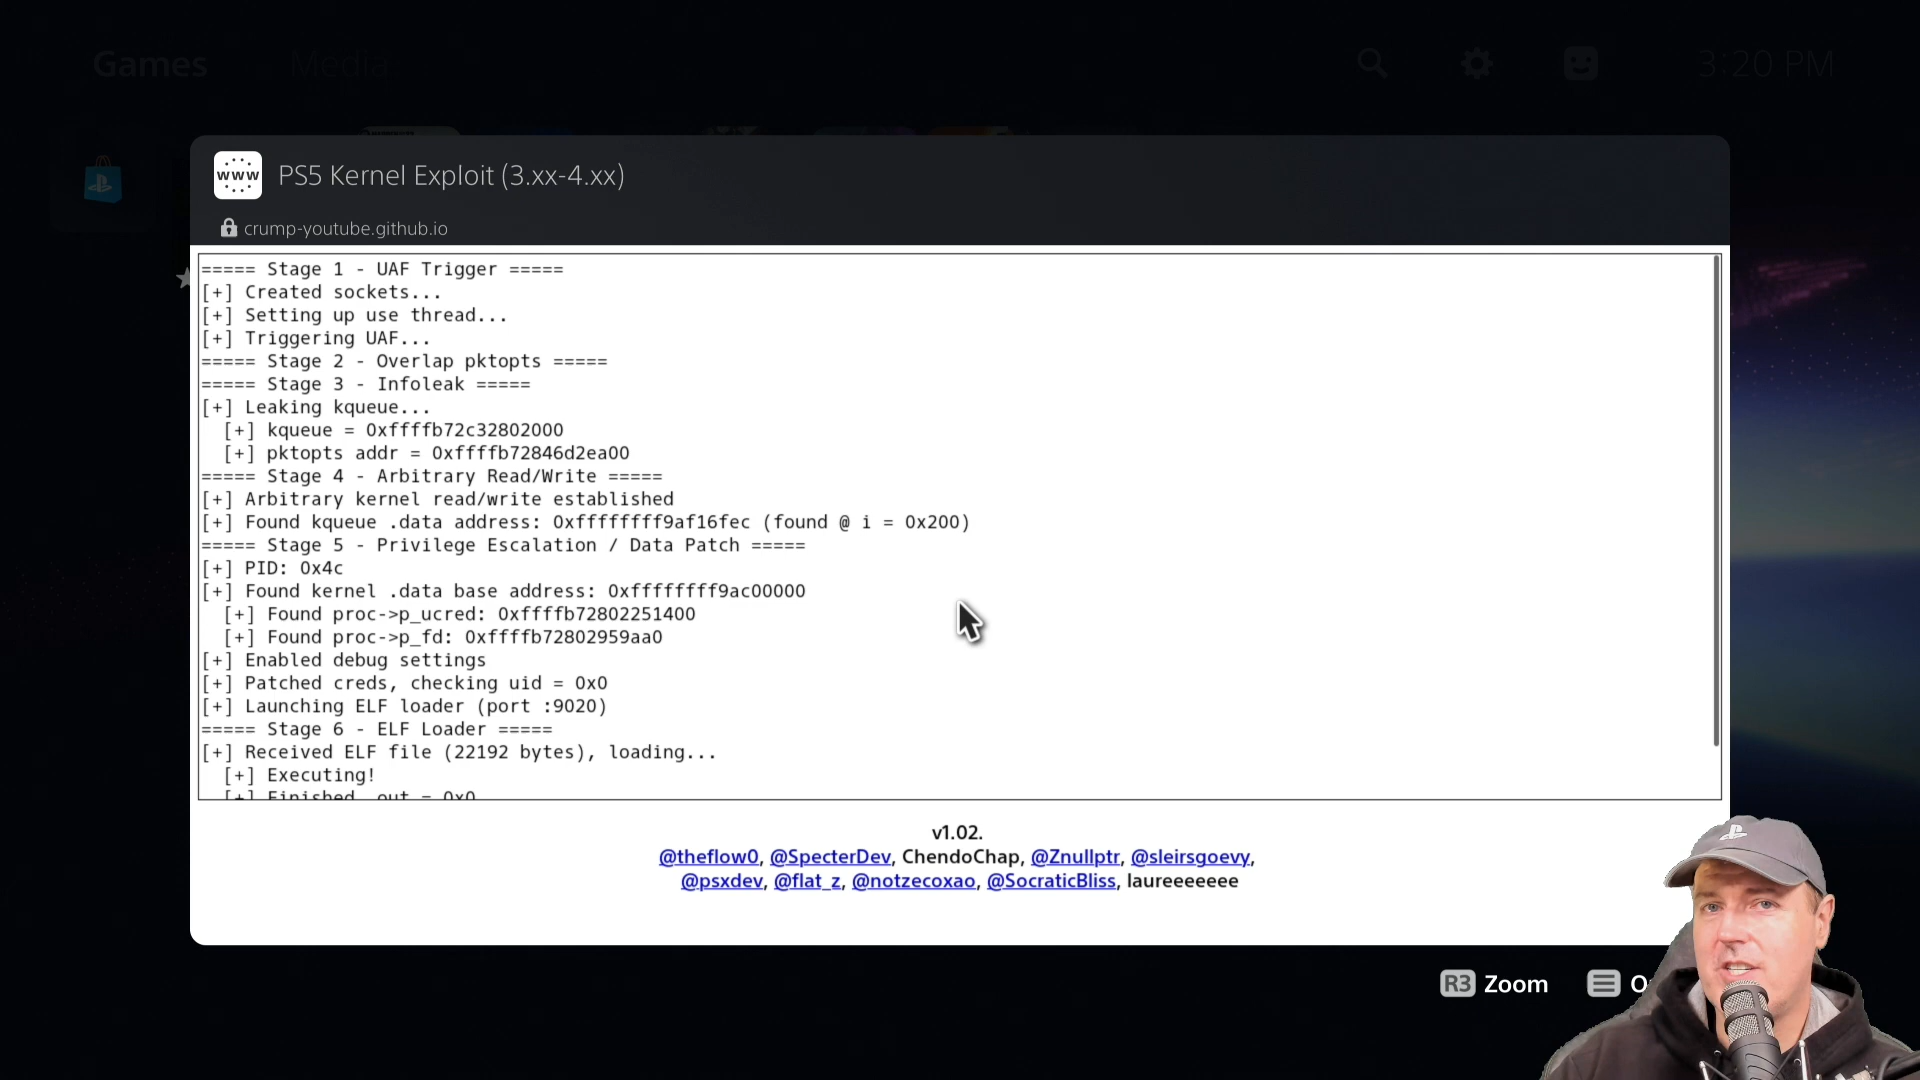 Games Media 3:20 PM
www PS5 Kernel Exploit (3.xx-4.xx)
crump-youtube.github.io
===== Stage 1 - UAF Trigger =====
[+] Created sockets...
[+] Setting up use thread...
[+] Triggering UAF...
===== Stage 2 - Overlap pktopts =====
===== Stage 3 - Infoleak =====
[+] Leaking kqueue...
[+] kqueue = 0xffffb72c32802000
[+] pktopts addr = 0xffffb72846d2ea00
===== Stage 4 - Arbitrary Read/Write =====
[+] Arbitrary kernel read/write established
[+] Found kqueue .data address: 0xffffffff9af16fec (found @ i = 0x200)
===== Stage 5 - Privilege Escalation / Data Patch =====
[+] PID: 0x4c
[+] Found kernel .data base address: 0xffffffff9ac00000
[+] Found proc->p_ucred: 0xffffb72802251400
[+] Found proc->p_fd: 0xffffb72802959aa0
[+] Enabled debug settings
[+] Patched creds, checking uid = 0x0
[+] Launching ELF loader (port :9020)
===== Stage 6 - ELF Loader =====
[+] Received ELF file (22192 bytes), loading...
[+] Executing!
[+] Finished, out = 0x0
v1.02.
@theflow0, @SpecterDev, ChendoChap, @Znullptr, @sleirsgoevy,
@psxdev, @flat_z, @notzecoxao, @SocraticBliss, laureeeeeee
R3 Zoom